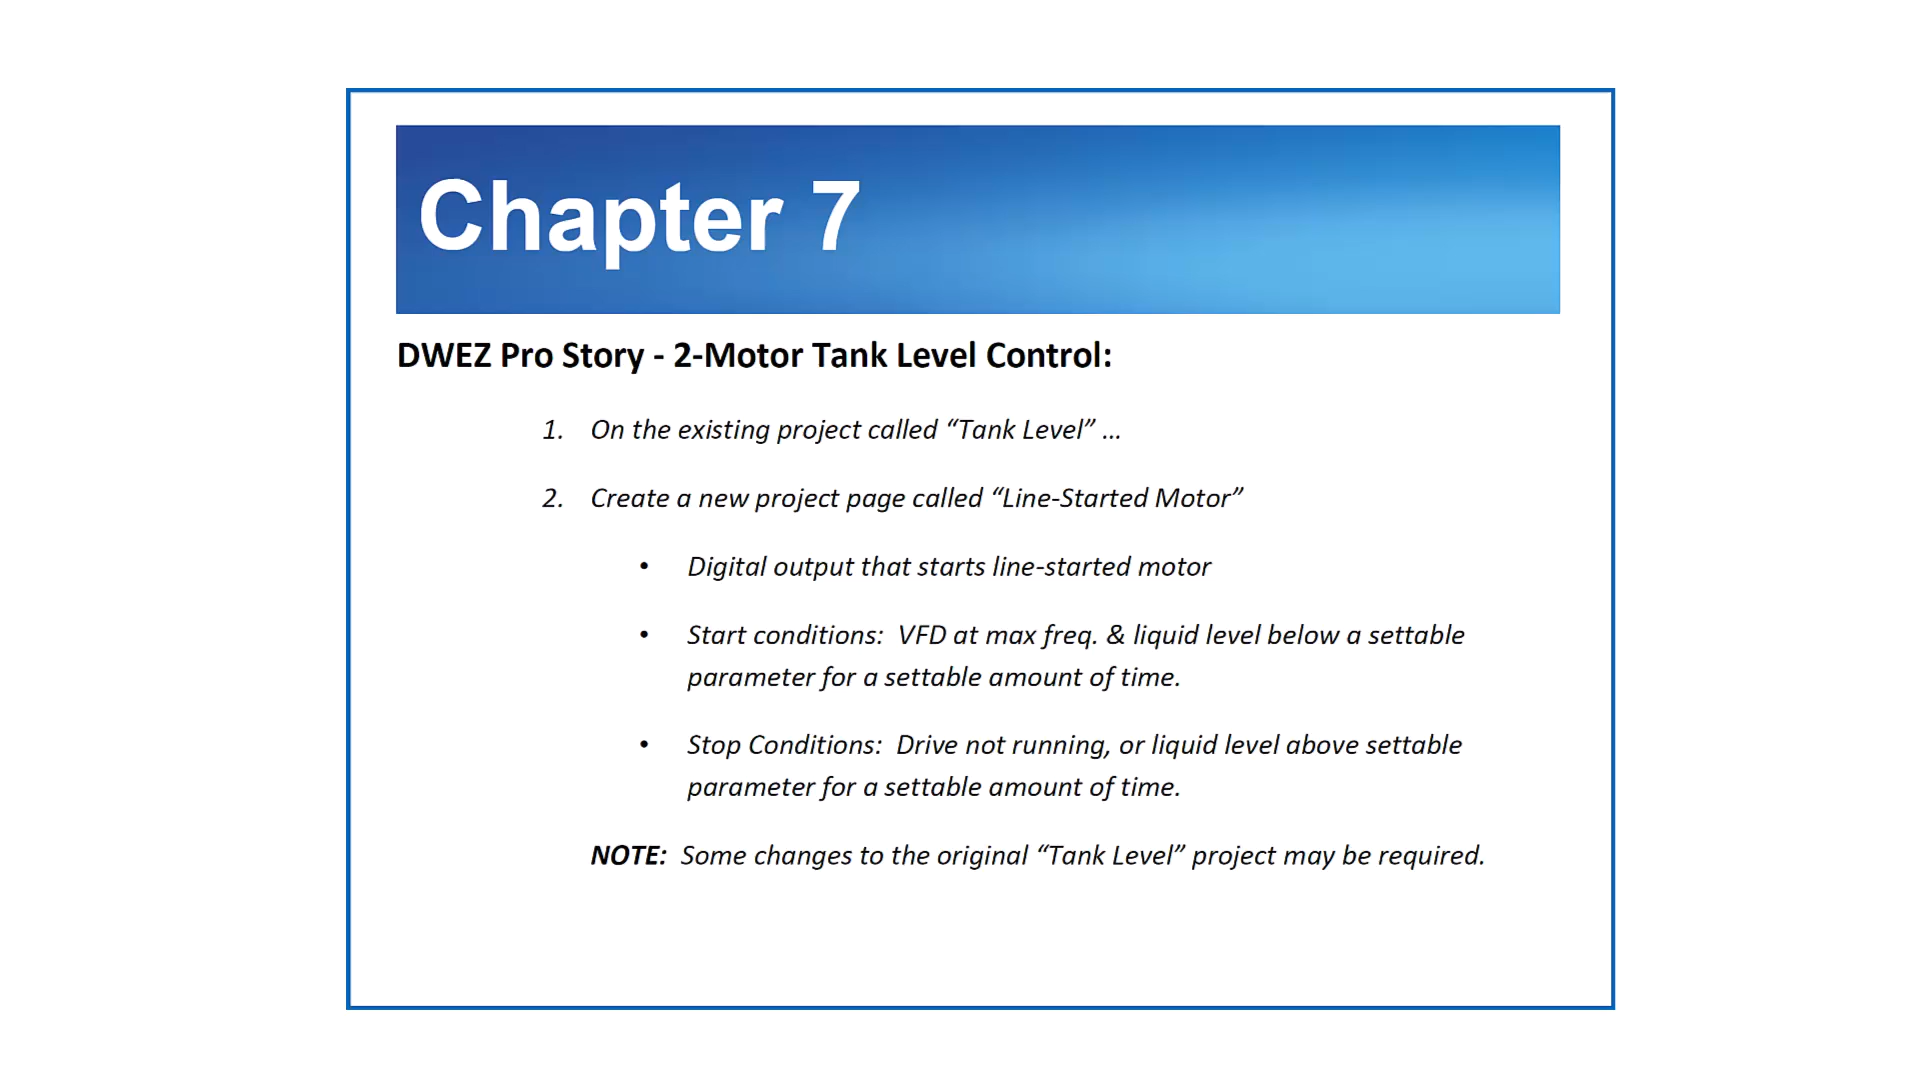 Chapter 7
DWEZ Pro Story - 2-Motor Tank Level Control:
1. On the existing project called “Tank Level” ...
2. Create a new project page called “Line-Started Motor”
• Digital output that starts line-started motor
• Start conditions:  VFD at max freq. & liquid level below a settable
parameter for a settable amount of time.
• Stop Conditions:  Drive not running, or liquid level above settable
parameter for a settable amount of time.
NOTE:  Some changes to the original “Tank Level” project may be required.